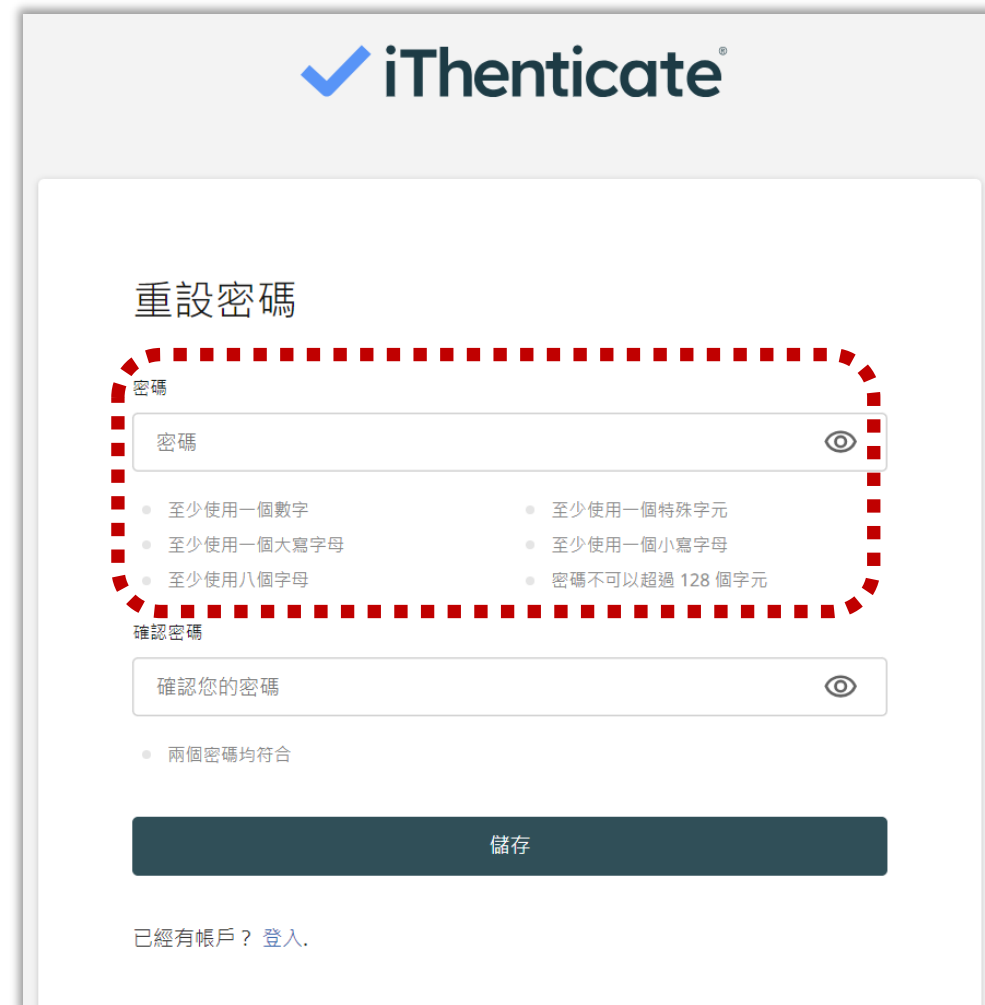 iThenticate®
重設密碼
密碼
密碼
至少使用一個數字 至少使用一個特殊字元
至少使用一個大寫字母 至少使用一個小寫字母
至少使用八個字母 密碼不可以超過 128 個字元
確認密碼
確認您的密碼
兩個密碼均符合
儲存
已經有帳戶？ 登入.